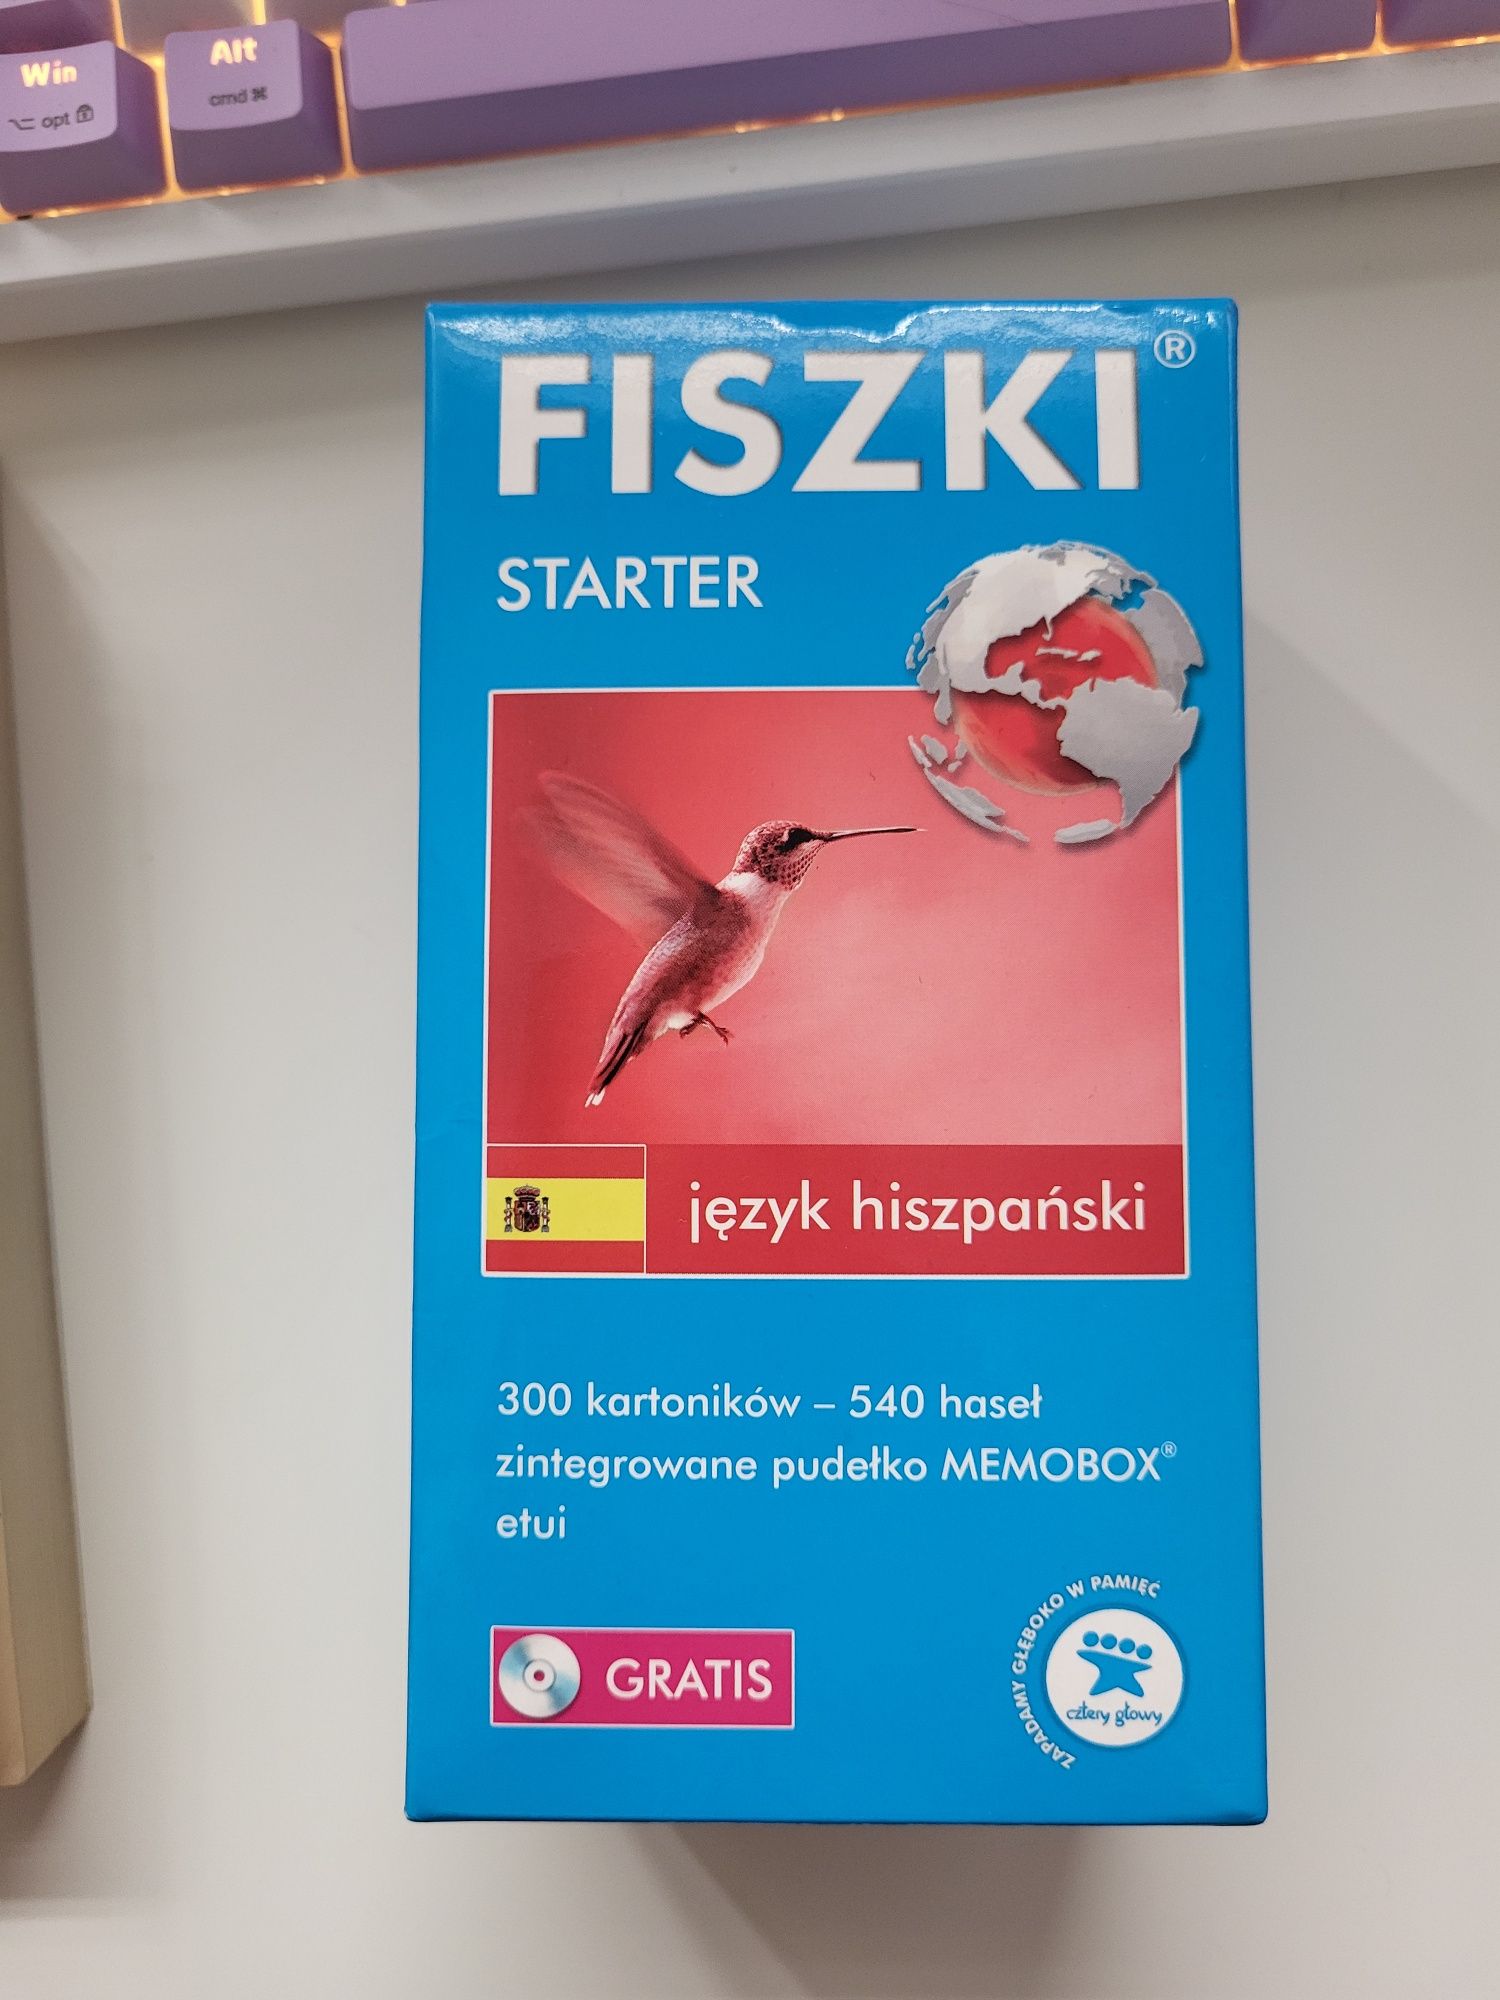 Win
⌥ opt
Alt
cmd ⌘
FISZKI®
STARTER
język hiszpański
300 kartoników – 540 haseł
zintegrowane pudełko MEMOBOX®
etui
GRATIS
ZAPADAMY GŁĘBOKO W PAMIĘĆ
cztery głowy